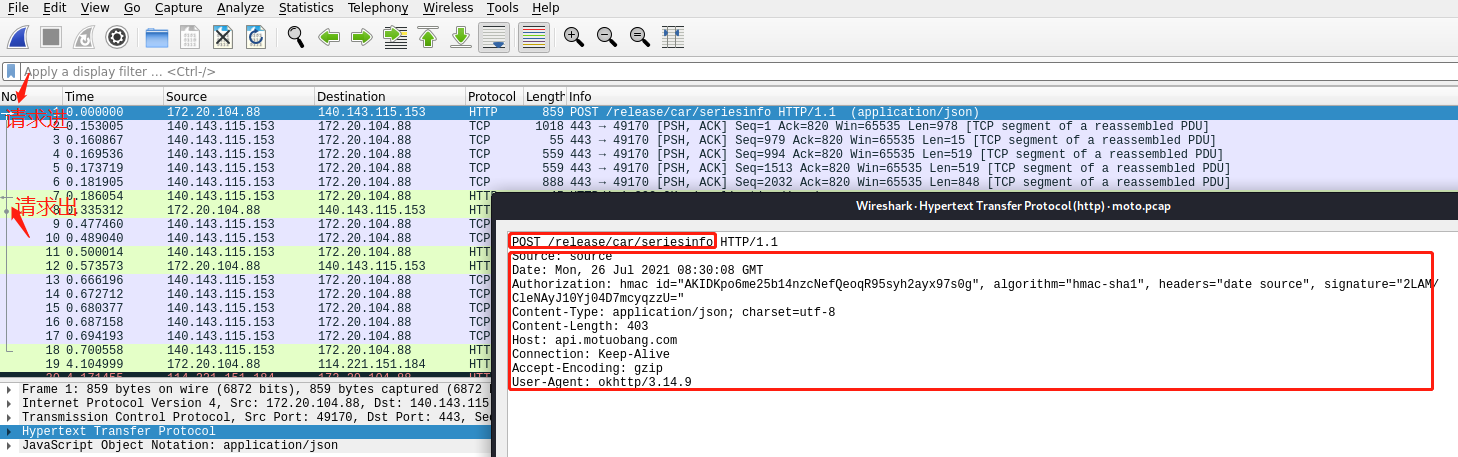 File Edit View Go Capture Analyze Statistics Telephony Wireless Tools Help
Apply a display filter … <Ctrl-/>
No Time Source Destination Protocol Length Info
0.000000 172.20.104.88 140.143.115.153 HTTP 859 POST /release/car/seriesinfo HTTP/1.1 (application/json)
请求进
2 0.153005 140.143.115.153 172.20.104.88 TCP 1018 443 → 49170 [PSH, ACK] Seq=1 Ack=820 Win=65535 Len=978 [TCP segment of a reassembled PDU]
3 0.160867 140.143.115.153 172.20.104.88 TCP 55 443 → 49170 [PSH, ACK] Seq=979 Ack=820 Win=65535 Len=15 [TCP segment of a reassembled PDU]
4 0.169536 140.143.115.153 172.20.104.88 TCP 559 443 → 49170 [PSH, ACK] Seq=994 Ack=820 Win=65535 Len=519 [TCP segment of a reassembled PDU]
5 0.173719 140.143.115.153 172.20.104.88 TCP 559 443 → 49170 [PSH, ACK] Seq=1513 Ack=820 Win=65535 Len=519 [TCP segment of a reassembled PDU]
6 0.181905 140.143.115.153 172.20.104.88 TCP 888 443 → 49170 [PSH, ACK] Seq=2032 Ack=820 Win=65535 Len=848 [TCP segment of a reassembled PDU]
7 0.186054 140.143.115.153 172.20.104.88
请求出
8 0.335312 172.20.104.88 140.143.115.153 HTT
9 0.477460 140.143.115.153 172.20.104.88 TCP
10 0.489040 140.143.115.153 172.20.104.88 TCP
11 0.500014 140.143.115.153 172.20.104.88 HTT
12 0.573573 172.20.104.88 140.143.115.153 HTT
13 0.666196 140.143.115.153 172.20.104.88 TCP
14 0.672712 140.143.115.153 172.20.104.88 TCP
15 0.680377 140.143.115.153 172.20.104.88 TCP
16 0.687158 140.143.115.153 172.20.104.88 TCP
17 0.694193 140.143.115.153 172.20.104.88 TCP
18 0.700558 140.143.115.153 172.20.104.88 HTT
19 4.104999 172.20.104.88 114.221.151.184 HTT
Frame 1: 859 bytes on wire (6872 bits), 859 bytes captured (6872
Internet Protocol Version 4, Src: 172.20.104.88, Dst: 140.143.115
Transmission Control Protocol, Src Port: 49170, Dst Port: 443, Se
Hypertext Transfer Protocol
JavaScript Object Notation: application/json
Wireshark · Hypertext Transfer Protocol (http) · moto.pcap
POST /release/car/seriesinfo HTTP/1.1
Source: source
Date: Mon, 26 Jul 2021 08:30:08 GMT
Authorization: hmac id="AKIDKpo6me25b14nzcNefQeoqR95syh2ayx97s0g", algorithm="hmac-sha1", headers="date source", signature="2LAM/
CleNAyJ10Yj04D7mcyqzzU="
Content-Type: application/json; charset=utf-8
Content-Length: 403
Host: api.motuobang.com
Connection: Keep-Alive
Accept-Encoding: gzip
User-Agent: okhttp/3.14.9